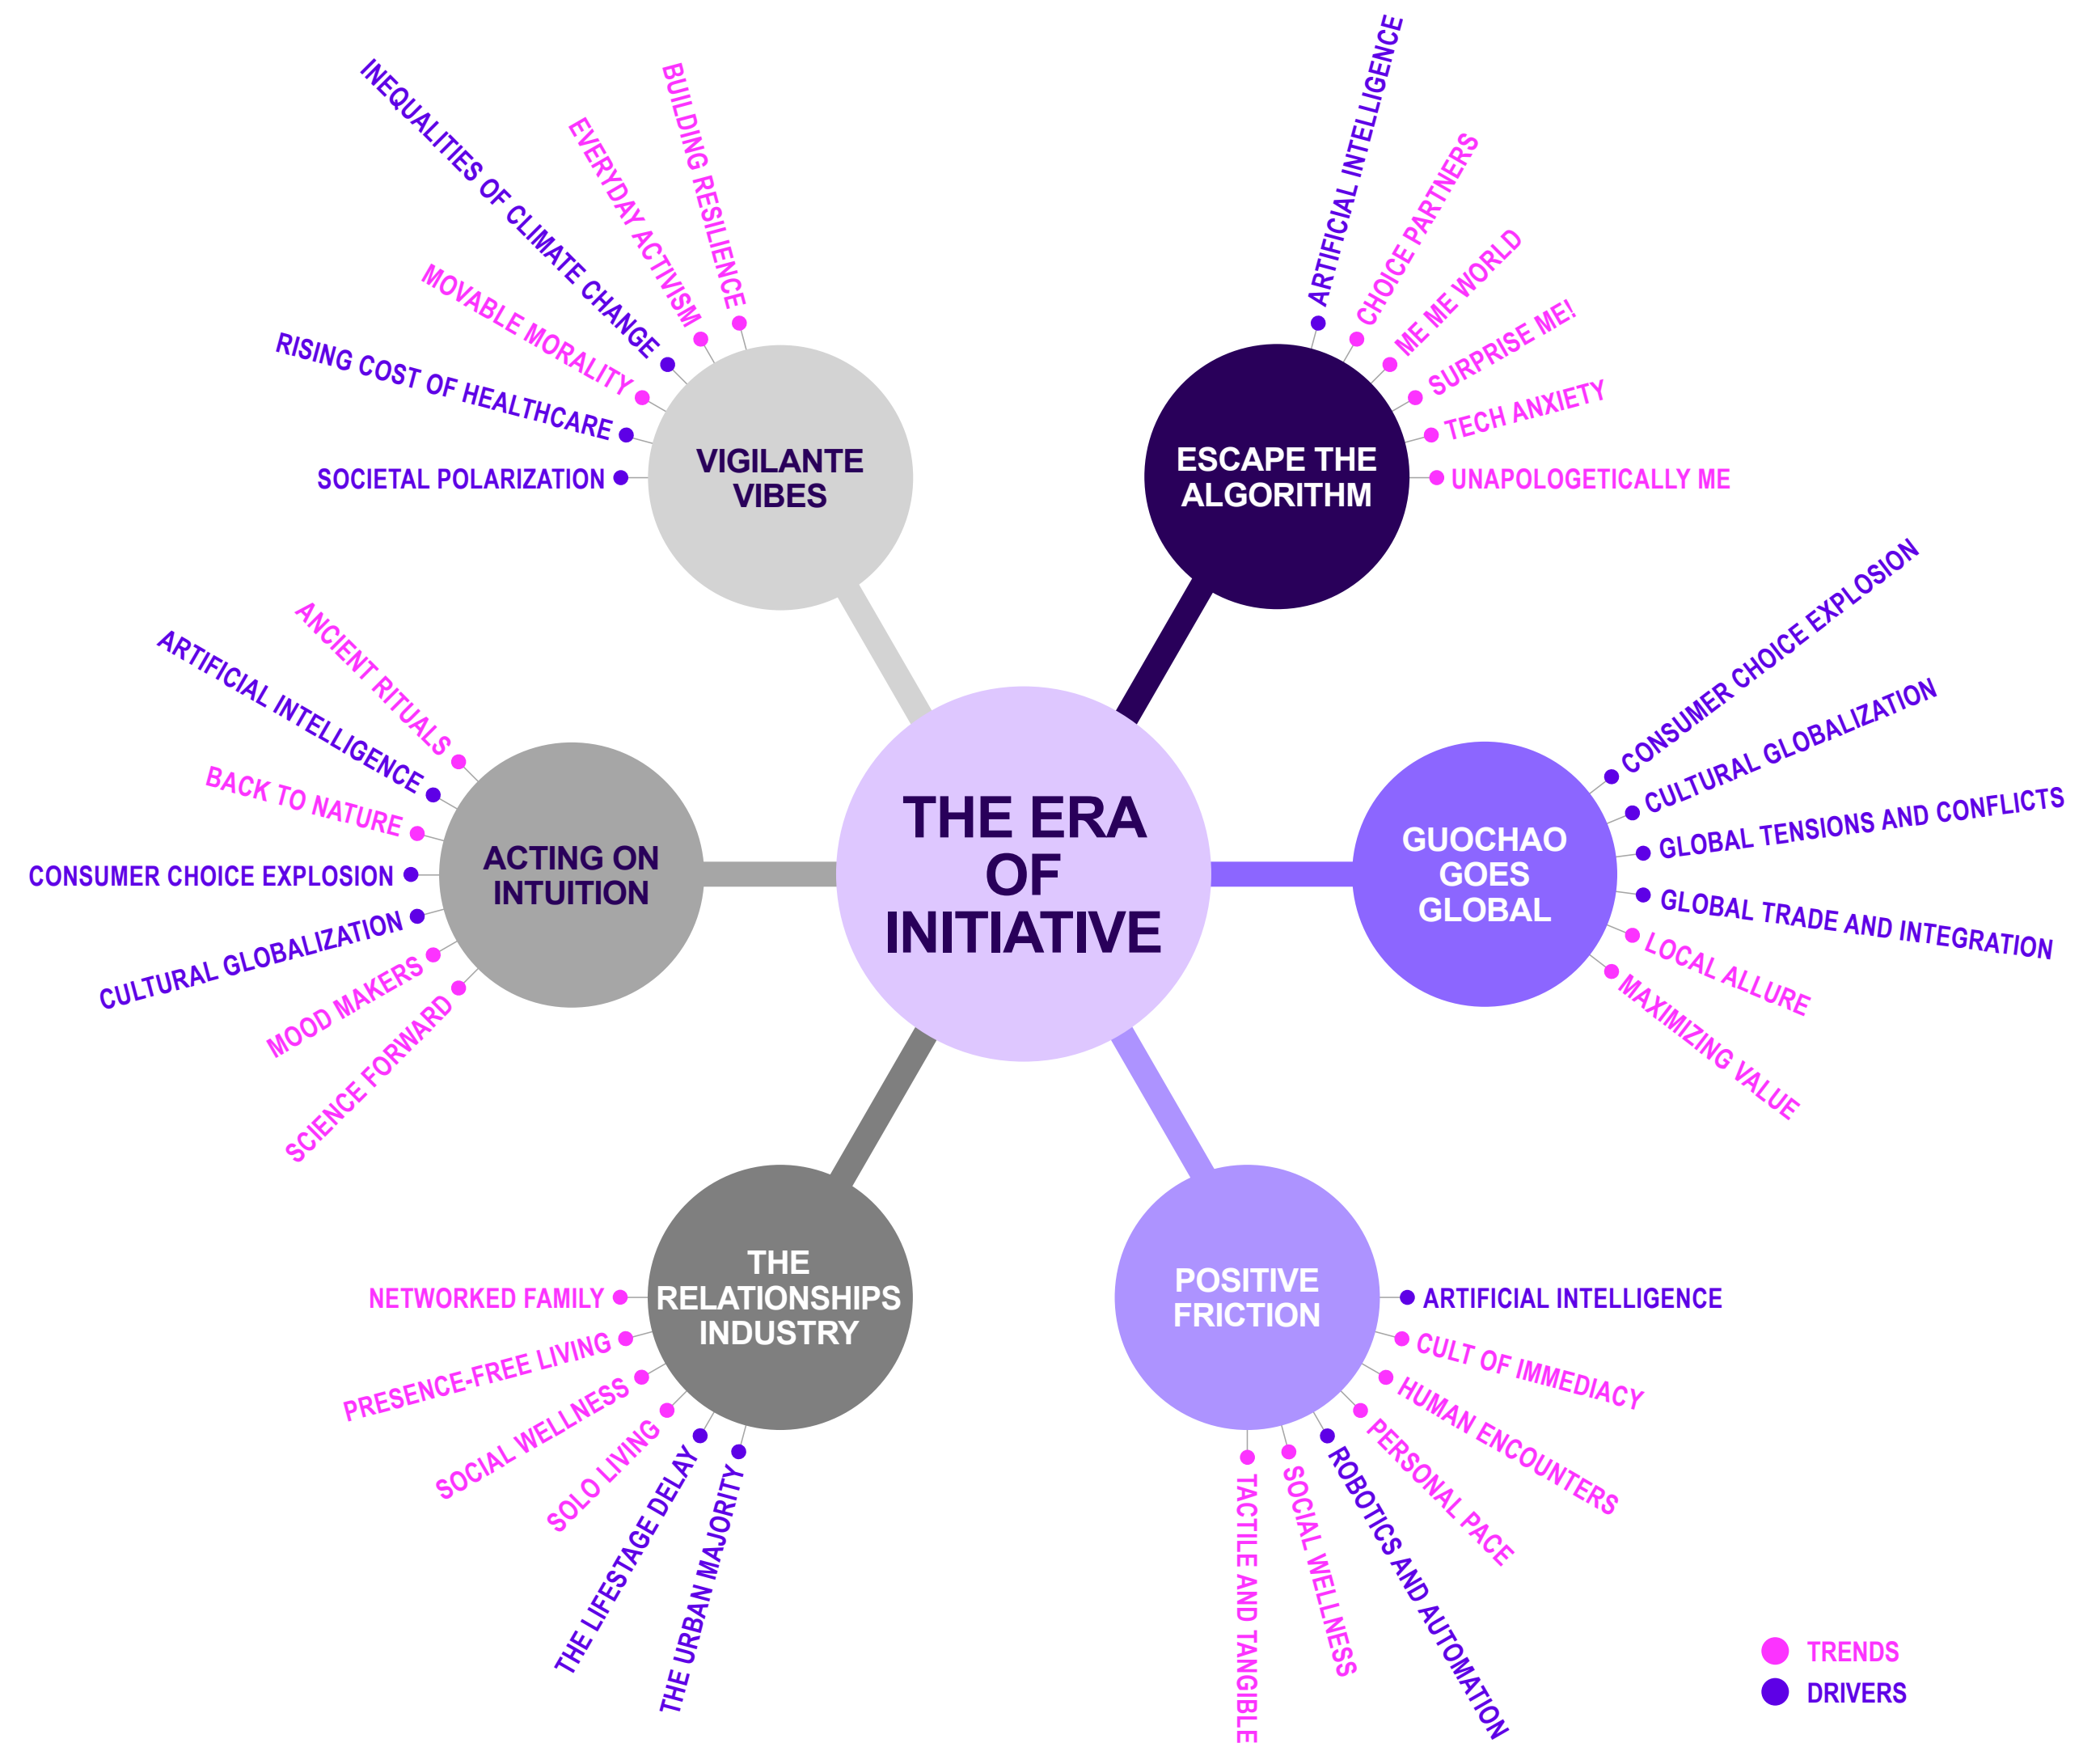 THE ERA
OF
INITIATIVE
VIGILANTE
VIBES
BUILDING RESILIENCE
EVERYDAY ACTIVISM
INEQUALITIES OF CLIMATE CHANGE
MOVABLE MORALITY
RISING COST OF HEALTHCARE
SOCIETAL POLARIZATION
ESCAPE THE
ALGORITHM
ARTIFICIAL INTELLIGENCE
CHOICE PARTNERS
ME ME WORLD
SURPRISE ME!
TECH ANXIETY
UNAPOLOGETICALLY ME
GUOCHAO
GOES
GLOBAL
CONSUMER CHOICE EXPLOSION
CULTURAL GLOBALIZATION
GLOBAL TENSIONS AND CONFLICTS
GLOBAL TRADE AND INTEGRATION
LOCAL ALLURE
MAXIMIZING VALUE
POSITIVE
FRICTION
ARTIFICIAL INTELLIGENCE
CULT OF IMMEDIACY
HUMAN ENCOUNTERS
PERSONAL PACE
ROBOTICS AND AUTOMATION
SOCIAL WELLNESS
TACTILE AND TANGIBLE
THE
RELATIONSHIPS
INDUSTRY
NETWORKED FAMILY
PRESENCE-FREE LIVING
SOCIAL WELLNESS
SOLO LIVING
THE LIFESTAGE DELAY
THE URBAN MAJORITY
ACTING ON
INTUITION
ANCIENT RITUALS
ARTIFICIAL INTELLIGENCE
BACK TO NATURE
CONSUMER CHOICE EXPLOSION
CULTURAL GLOBALIZATION
MOOD MAKERS
SCIENCE FORWARD
TRENDS
DRIVERS